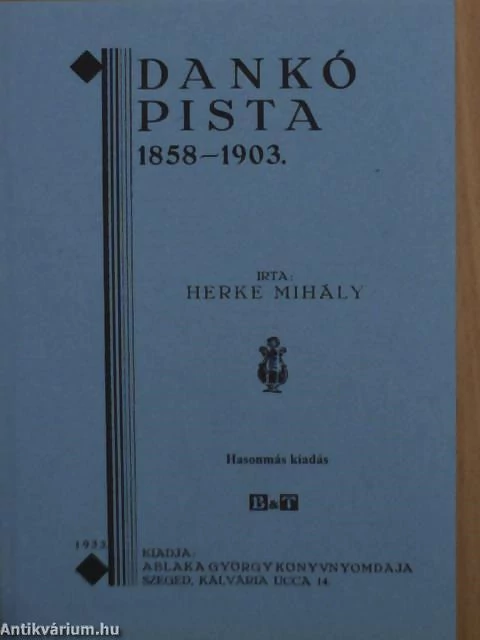 DANKÓ
PISTA
1858–1903.
IRTA:
HERKE MIHÁLY
Hasonmás kiadás
B&T
1933
KIADJA:
ABLAKA GYÖRGY KÖNYVNYOMDAJA
SZEGED, KÁLVÁRIA UCCA 14.
Antikvárium.hu